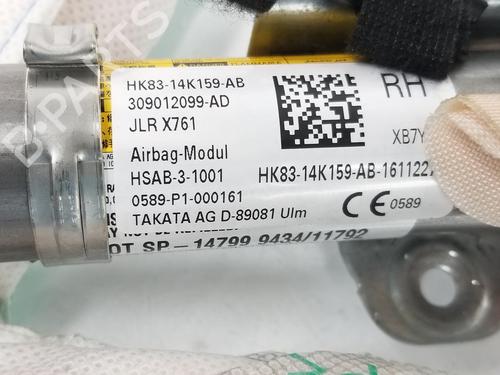 HK83-14K159-AB
309012099-AD
JLR X761
RH
XB7Y
Airbag-Modul
HSAB-3-1001
HK83-14K159-AB-161122
0589-P1-000161
TAKATA AG D-89081 Ulm
CE 0589
OT SP-14799 9434/11792
B-PARTS